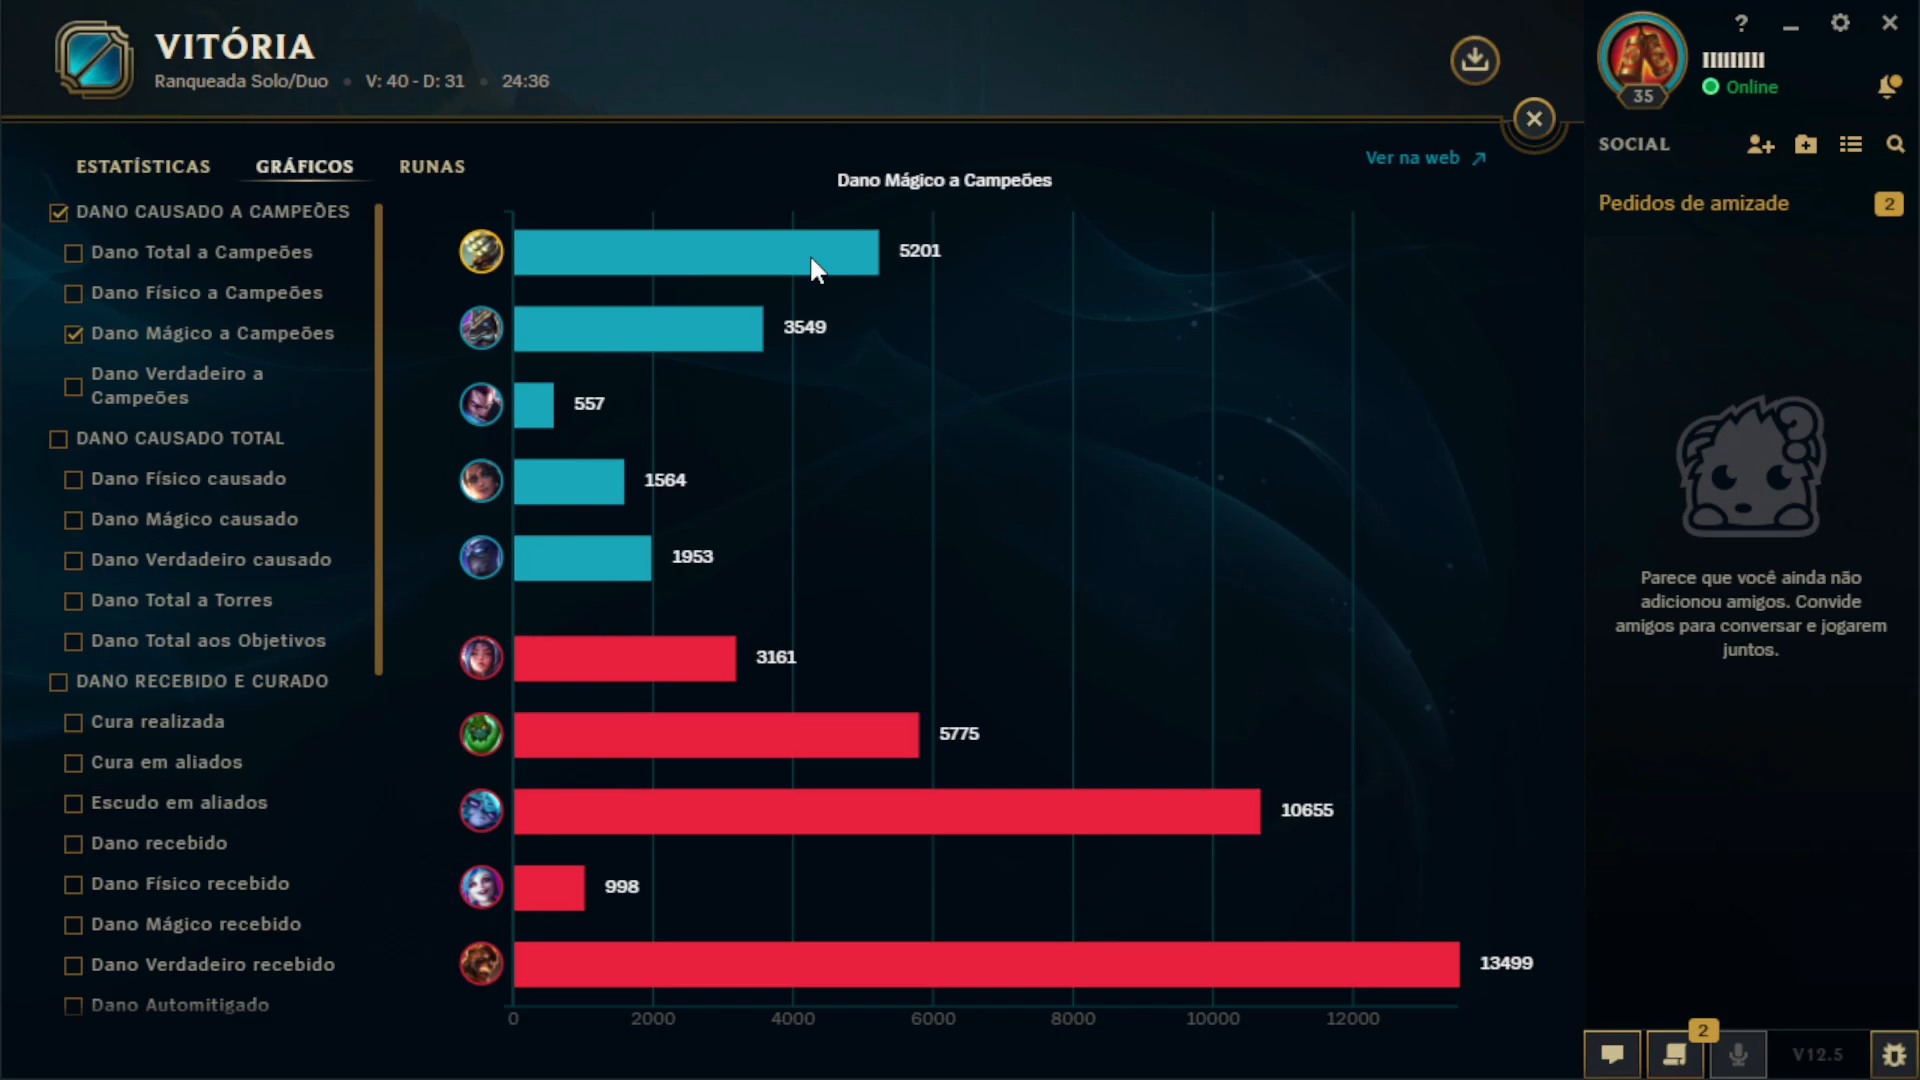 VITÓRIA
Ranqueada Solo/Duo • V: 40 - D: 31 • 24:36
ESTATÍSTICAS
GRÁFICOS
RUNAS
Ver na web
DANO CAUSADO A CAMPEÕES
Dano Total a Campeões
Dano Físico a Campeões
Dano Mágico a Campeões
Dano Verdadeiro a
Campeões
DANO CAUSADO TOTAL
Dano Físico causado
Dano Mágico causado
Dano Verdadeiro causado
Dano Total a Torres
Dano Total aos Objetivos
DANO RECEBIDO E CURADO
Cura realizada
Cura em aliados
Escudo em aliados
Dano recebido
Dano Físico recebido
Dano Mágico recebido
Dano Verdadeiro recebido
Dano Automitigado
Dano Mágico a Campeões
5201
3549
557
1564
1953
3161
5775
10655
998
13499
0 2000 4000 6000 8000 10000 12000
?
35
Online
SOCIAL
Pedidos de amizade
2
Parece que você ainda não
adicionou amigos. Convide
amigos para conversar e jogarem
juntos.
2
V12.5